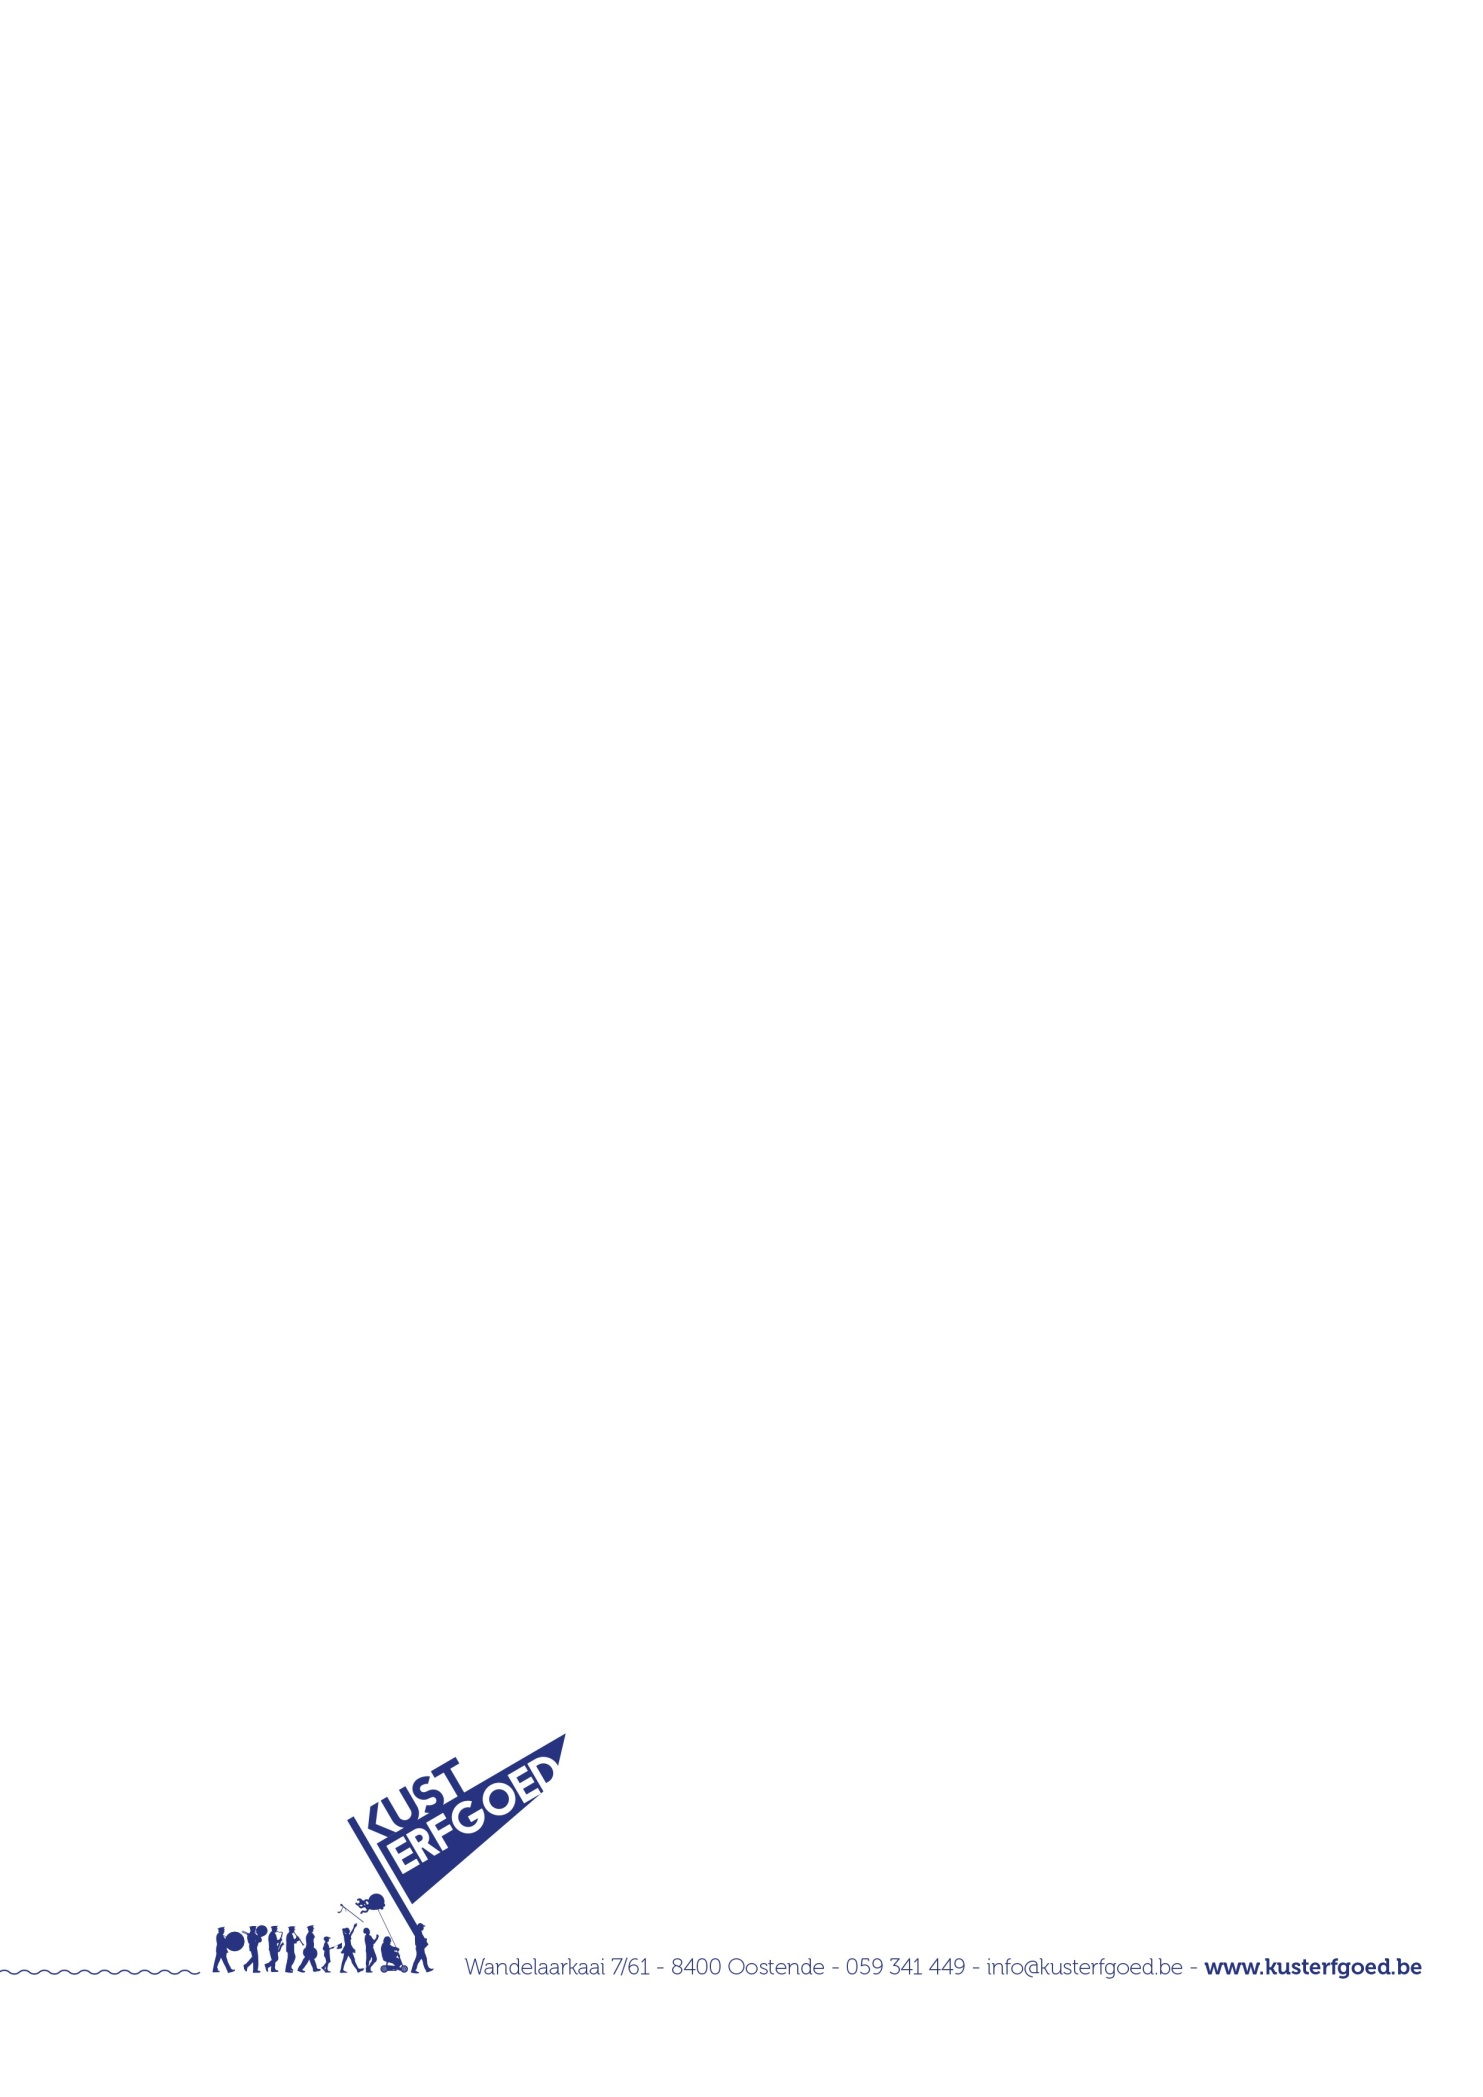 KUST
ERFGOED
Wandelaarkaai 7/61 - 8400 Oostende - 059 341 449 - info@kusterfgoed.be - www.kusterfgoed.be